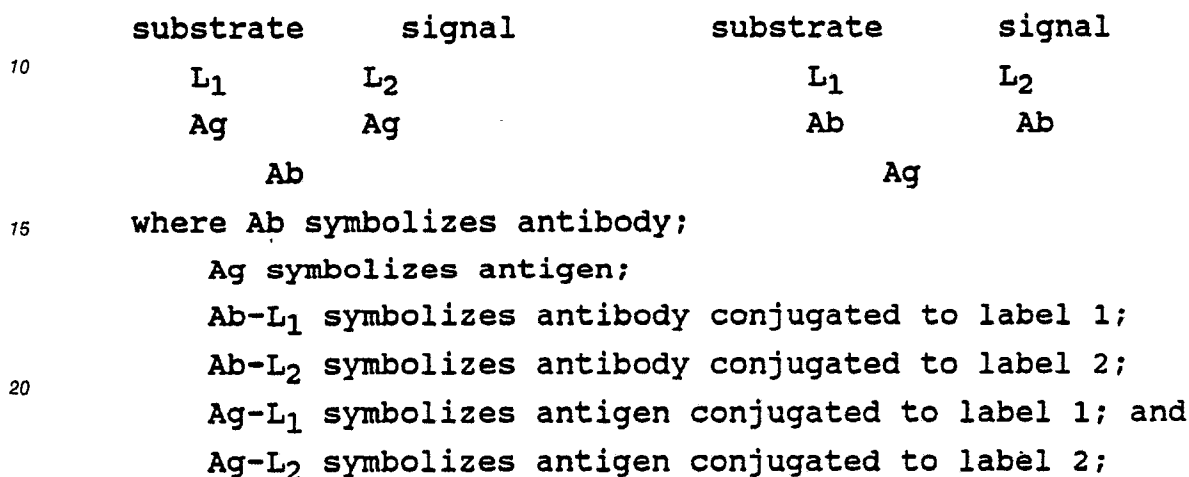 substrate signal substrate signal
10 L₁ L₂ L₁ L₂
Ag Ag Ab Ab
Ab Ag
15 where Ab symbolizes antibody;
Ag symbolizes antigen;
Ab-L₁ symbolizes antibody conjugated to label 1;
Ab-L₂ symbolizes antibody conjugated to label 2;
20 Ag-L₁ symbolizes antigen conjugated to label 1; and
Ag-L₂ symbolizes antigen conjugated to label 2;